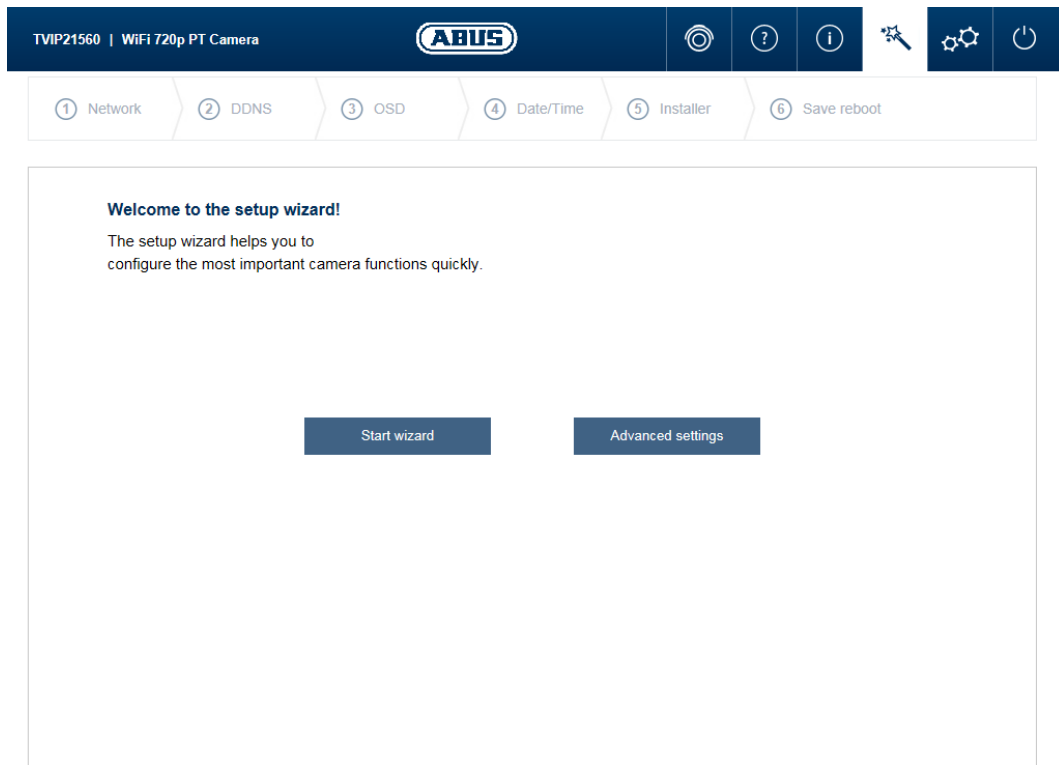 TVIP21560 | WiFi 720p PT Camera
ABUS
?
i
1 Network
2 DDNS
3 OSD
4 Date/Time
5 Installer
6 Save reboot
Welcome to the setup wizard!
The setup wizard helps you to
configure the most important camera functions quickly.
Start wizard
Advanced settings